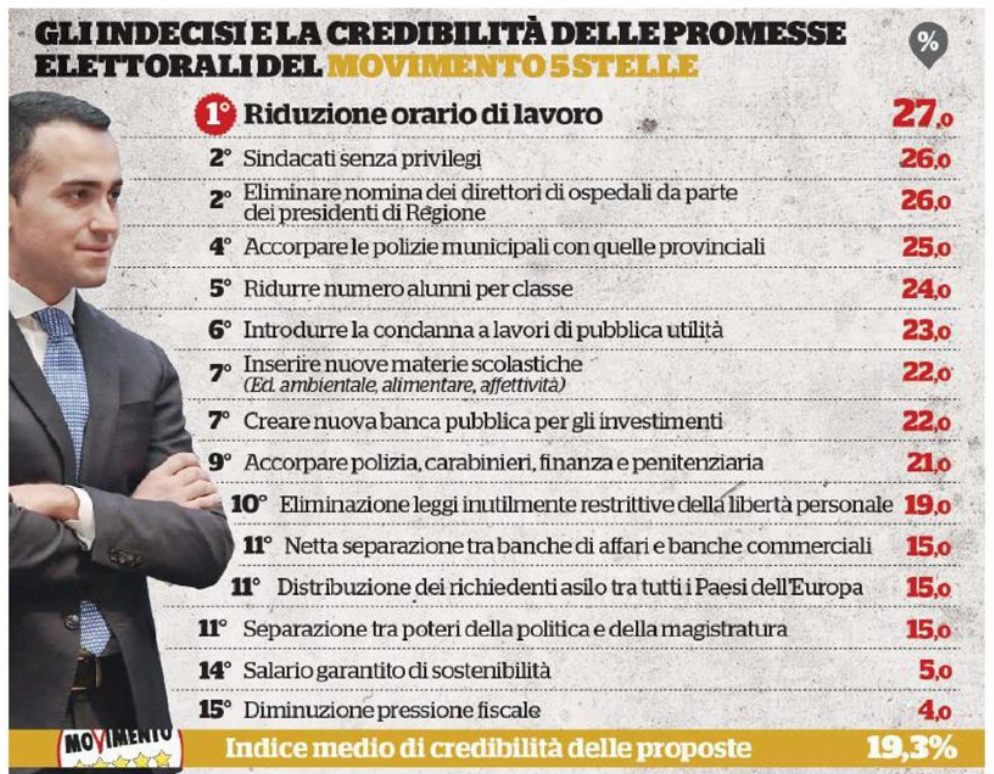 GLI INDECISI E LA CREDIBILITÀ DELLE PROMESSE
ELETTORALI DEL MOVIMENTO 5 STELLE
%
1° Riduzione orario di lavoro 27,0
2° Sindacati senza privilegi 26,0
2° Eliminare nomina dei direttori di ospedali da parte
dei presidenti di Regione 26,0
4° Accorpare le polizie municipali con quelle provinciali 25,0
5° Ridurre numero alunni per classe 24,0
6° Introdurre la condanna a lavori di pubblica utilità 23,0
7° Inserire nuove materie scolastiche
(Ed. ambientale, alimentare, affettività) 22,0
7° Creare nuova banca pubblica per gli investimenti 22,0
9° Accorpare polizia, carabinieri, finanza e penitenziaria 21,0
10° Eliminazione leggi inutilmente restrittive della libertà personale 19,0
11° Netta separazione tra banche di affari e banche commerciali 15,0
11° Distribuzione dei richiedenti asilo tra tutti i Paesi dell'Europa 15,0
11° Separazione tra poteri della politica e della magistratura 15,0
14° Salario garantito di sostenibilità 5,0
15° Diminuzione pressione fiscale 4,0
MOVIMENTO
Indice medio di credibilità delle proposte 19,3%